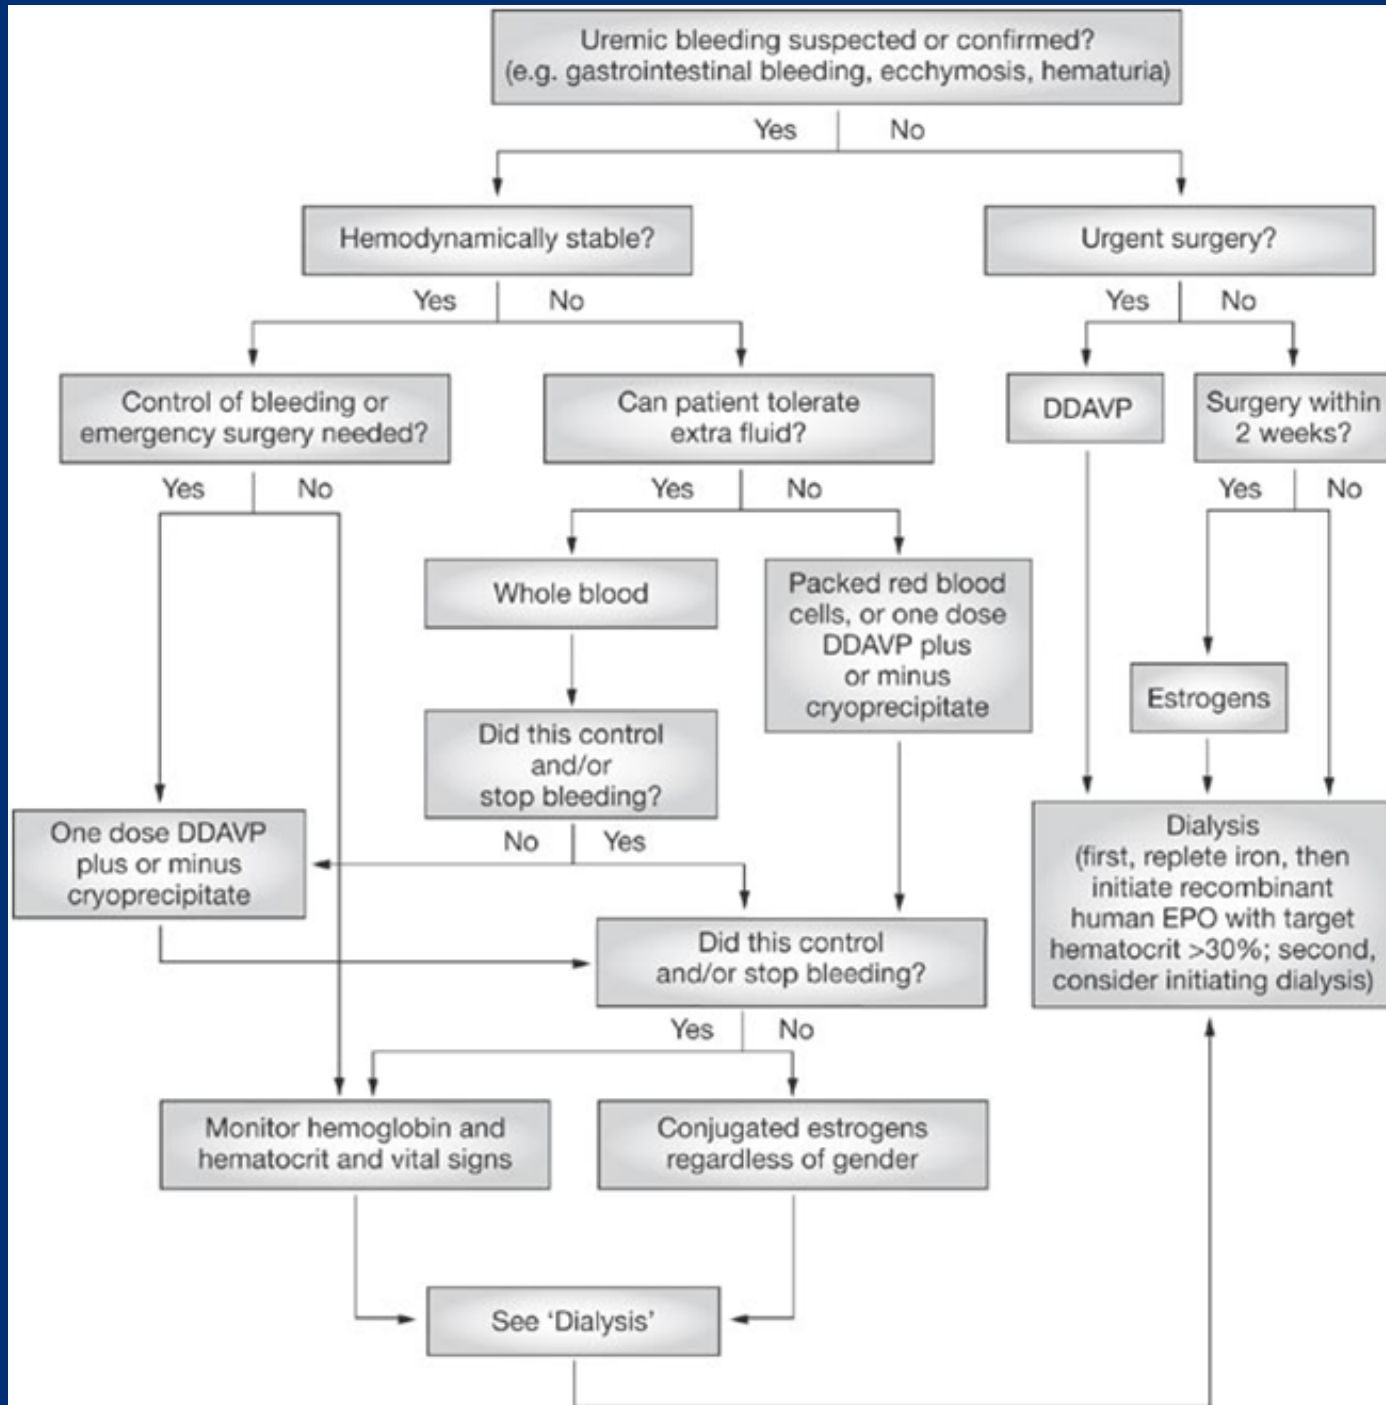 Uremic bleeding suspected or confirmed?
(e.g. gastrointestinal bleeding, ecchymosis, hematuria)
Yes
No
Hemodynamically stable?
Urgent surgery?
Yes
No
Yes
No
Control of bleeding or
emergency surgery needed?
Can patient tolerate
extra fluid?
DDAVP
Surgery within
2 weeks?
Yes
No
Yes
No
Yes
No
Whole blood
Packed red blood
cells, or one dose
DDAVP plus
or minus
cryoprecipitate
Estrogens
Did this control
and/or
stop bleeding?
No
Yes
One dose DDAVP
plus or minus
cryoprecipitate
Dialysis
(first, replete iron, then
initiate recombinant
human EPO with target
hematocrit >30%; second,
consider initiating dialysis)
Did this control
and/or stop bleeding?
Yes
No
Monitor hemoglobin and
hematocrit and vital signs
Conjugated estrogens
regardless of gender
See ‘Dialysis’